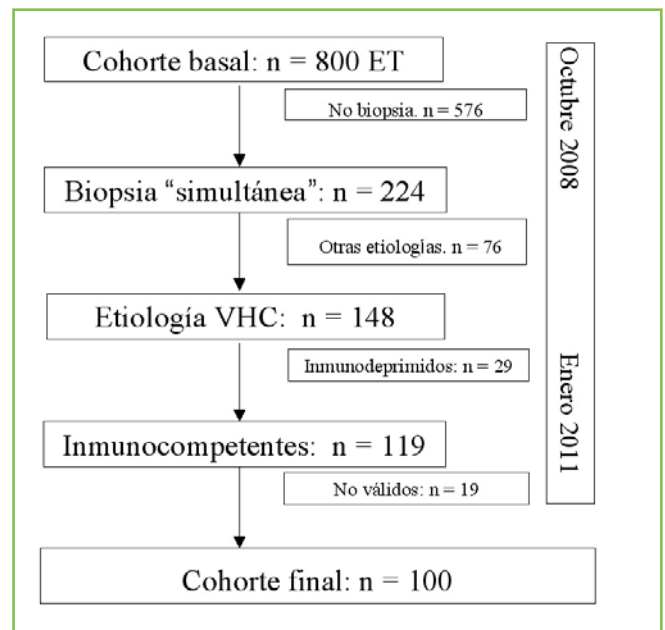 Cohorte basal: n = 800 ET
No biopsia. n = 576
Biopsia “simultánea”: n = 224
Otras etiologías. n = 76
Etiología VHC: n = 148
Inmunodeprimidos: n = 29
Inmunocompetentes: n = 119
No válidos: n = 19
Cohorte final: n = 100
Octubre 2008
Enero 2011